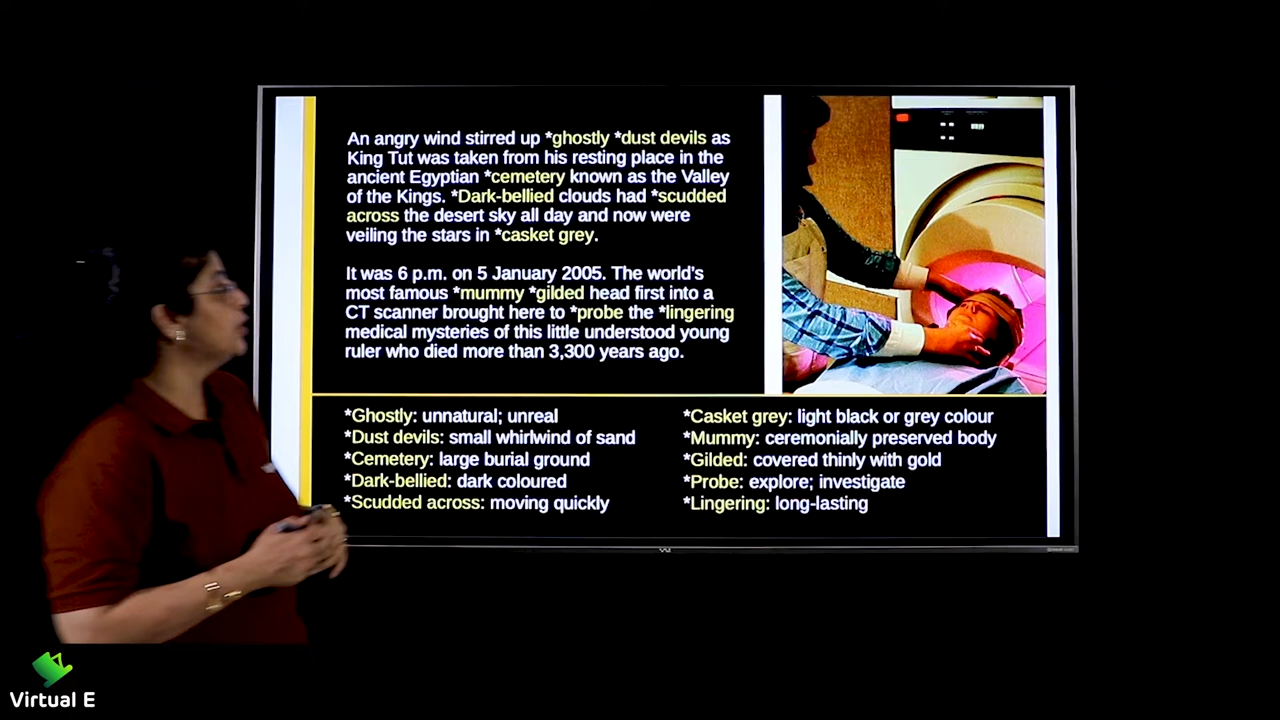 An angry wind stirred up *ghostly *dust devils as
King Tut was taken from his resting place in the
ancient Egyptian *cemetery known as the Valley
of the Kings. *Dark-bellied clouds had *scudded
across the desert sky all day and now were
veiling the stars in *casket grey.
It was 6 p.m. on 5 January 2005. The world's
most famous *mummy *gilded head first into a
CT scanner brought here to *probe the *lingering
medical mysteries of this little understood young
ruler who died more than 3,300 years ago.
*Ghostly: unnatural; unreal
*Dust devils: small whirlwind of sand
*Cemetery: large burial ground
*Dark-bellied: dark coloured
*Scudded across: moving quickly
*Casket grey: light black or grey colour
*Mummy: ceremonially preserved body
*Gilded: covered thinly with gold
*Probe: explore; investigate
*Lingering: long-lasting
Virtual E